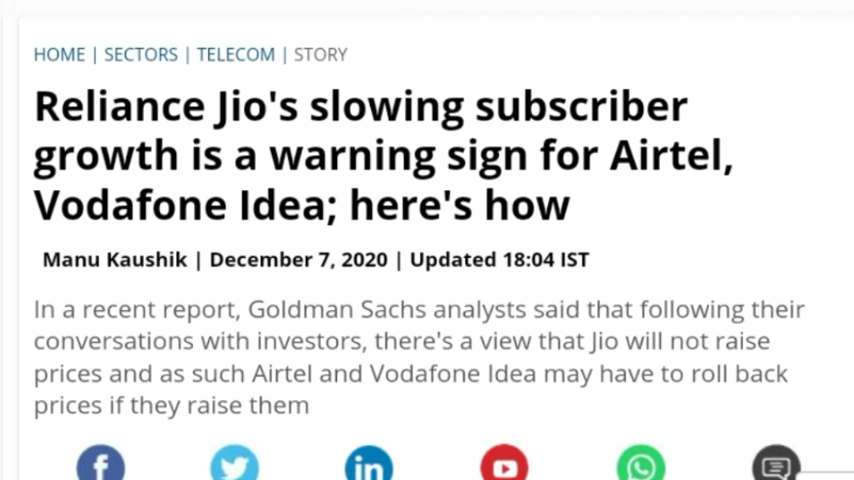 HOME | SECTORS | TELECOM | STORY
Reliance Jio's slowing subscriber
growth is a warning sign for Airtel,
Vodafone Idea; here's how
Manu Kaushik | December 7, 2020 | Updated 18:04 IST
In a recent report, Goldman Sachs analysts said that following their
conversations with investors, there's a view that Jio will not raise
prices and as such Airtel and Vodafone Idea may have to roll back
prices if they raise them